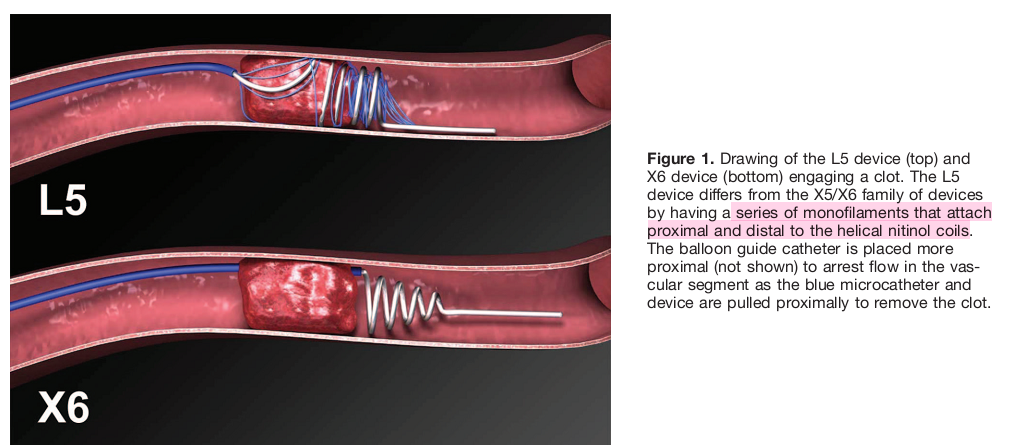 L5
X6
Figure 1. Drawing of the L5 device (top) and
X6 device (bottom) engaging a clot. The L5
device differs from the X5/X6 family of devices
by having a series of monofilaments that attach
proximal and distal to the helical nitinol coils.
The balloon guide catheter is placed more
proximal (not shown) to arrest flow in the vas-
cular segment as the blue microcatheter and
device are pulled proximally to remove the clot.